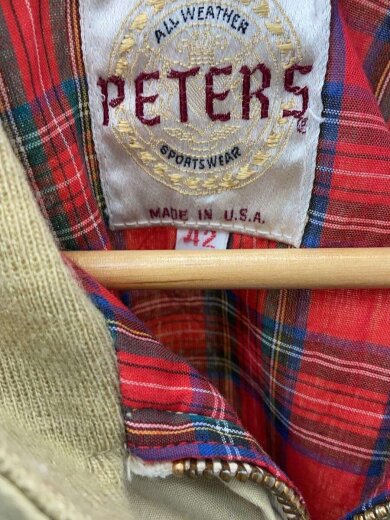 ALL WEATHER
PETERS
SPORTSWEAR
MADE IN U.S.A.
42